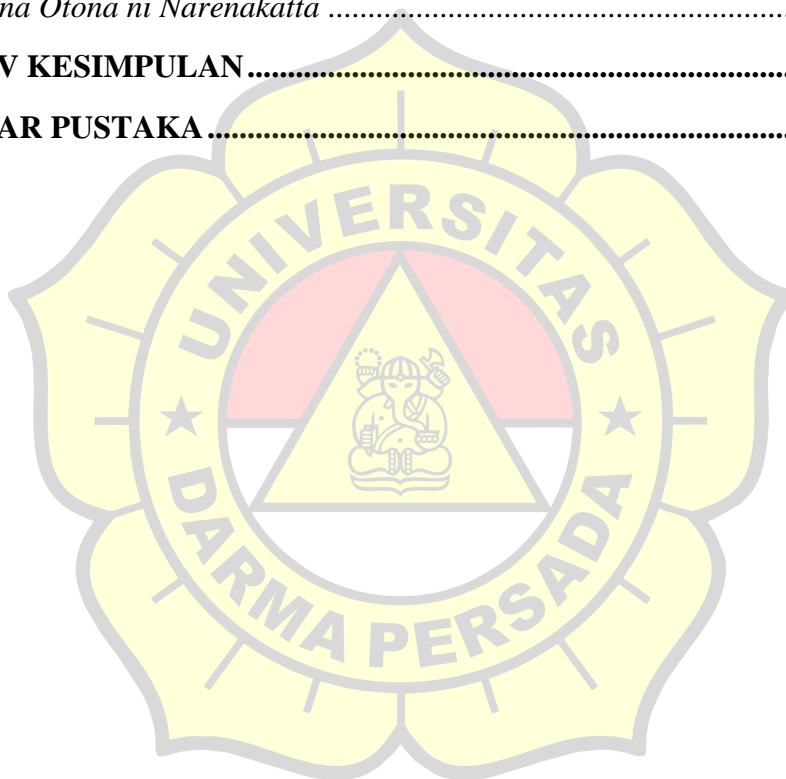 na Otona ni Narenakatta ........................................................
V KESIMPULAN....................................................................
AR PUSTAKA........................................................................
UNIVERSITAS
DARMA PERSADA